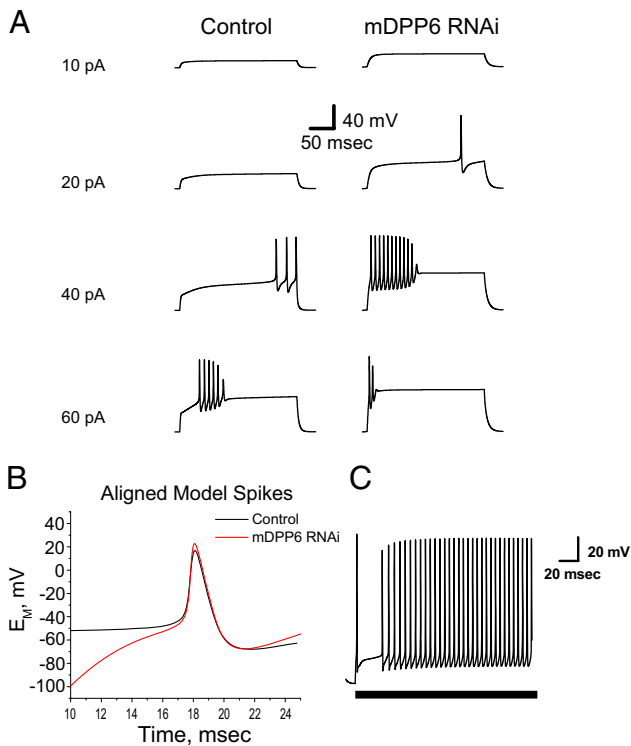 A
Control
mDPP6 RNAi
10 pA
40 mV
50 msec
20 pA
40 pA
60 pA
B
Aligned Model Spikes
Control
mDPP6 RNAi
40
20
0
-20
-40
-60
-80
-100
E_M, mV
10 12 14 16 18 20 22 24
Time, msec
C
20 mV
20 msec